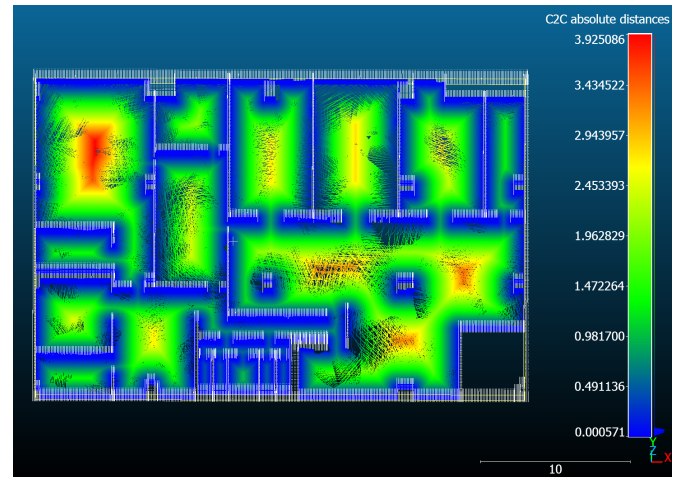 C2C absolute distances
3.925086
3.434522
2.943957
2.453393
1.962829
1.472264
0.981700
0.491136
0.000571
Y
Z
X
10